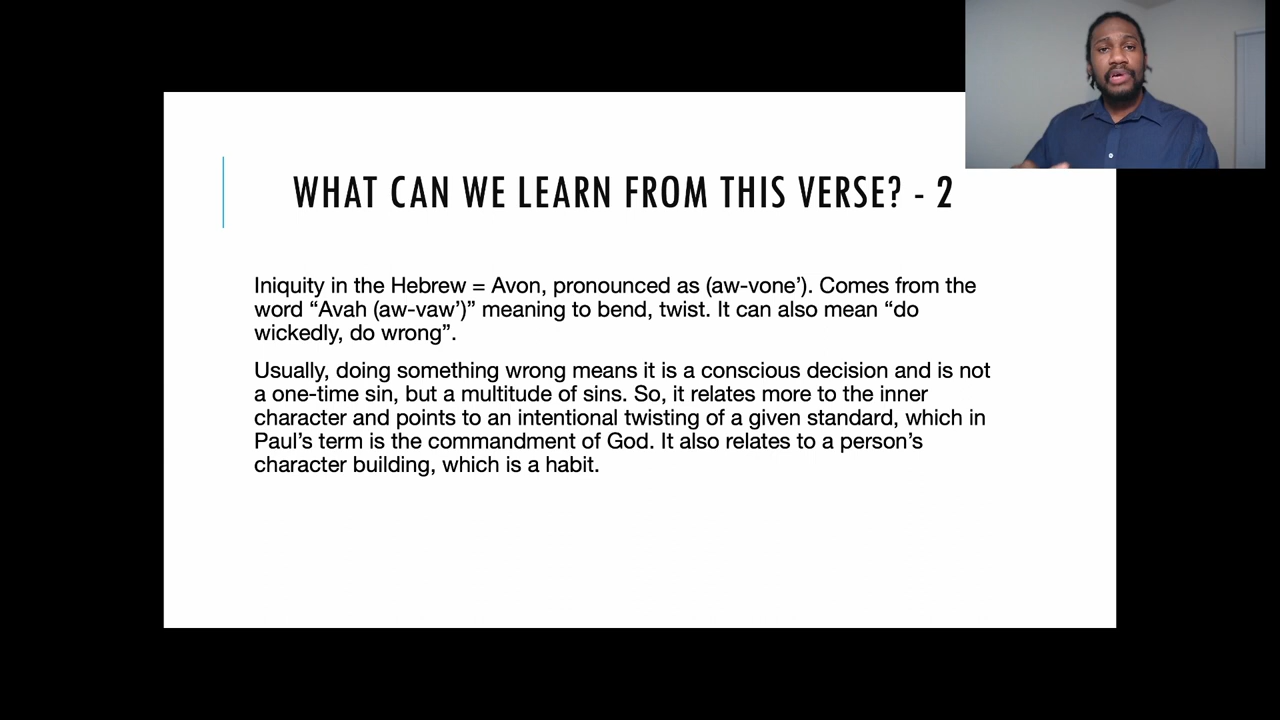 WHAT CAN WE LEARN FROM THIS VERSE? - 2
Iniquity in the Hebrew = Avon, pronounced as (aw-vone’). Comes from the
word “Avah (aw-vaw’)” meaning to bend, twist. It can also mean “do
wickedly, do wrong”.
Usually, doing something wrong means it is a conscious decision and is not
a one-time sin, but a multitude of sins. So, it relates more to the inner
character and points to an intentional twisting of a given standard, which in
Paul’s term is the commandment of God. It also relates to a person’s
character building, which is a habit.